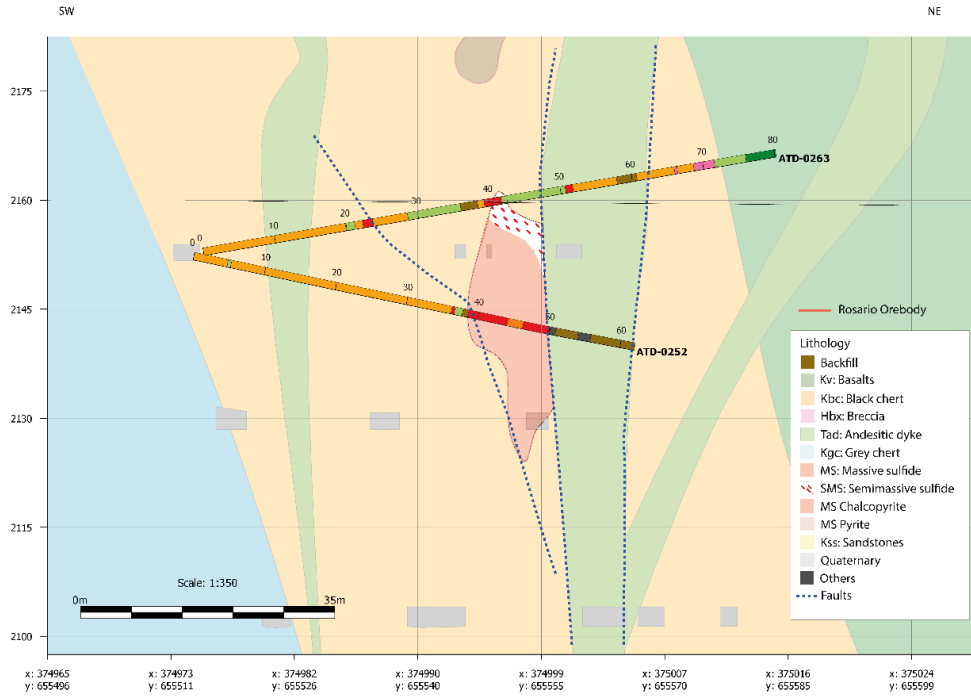 SW
NE
2175
2160
2145
2130
2115
2100
0
10
20
30
40
50
60
70
80
ATD-0263
0
10
20
30
40
50
60
ATD-0252
Rosario Orebody
Lithology
Backfill
Kv: Basalts
Kbc: Black chert
Hbx: Breccia
Tad: Andesitic dyke
Kgc: Grey chert
MS: Massive sulfide
SMS: Semimassive sulfide
MS Chalcopyrite
MS Pyrite
Kss: Sandstones
Quaternary
Others
Faults
Scale: 1:350
0m
35m
x: 374965
y: 655496
x: 374973
y: 655511
x: 374982
y: 655526
x: 374990
y: 655540
x: 374999
y: 655555
x: 375007
y: 655570
x: 375016
y: 655585
x: 375024
y: 655599